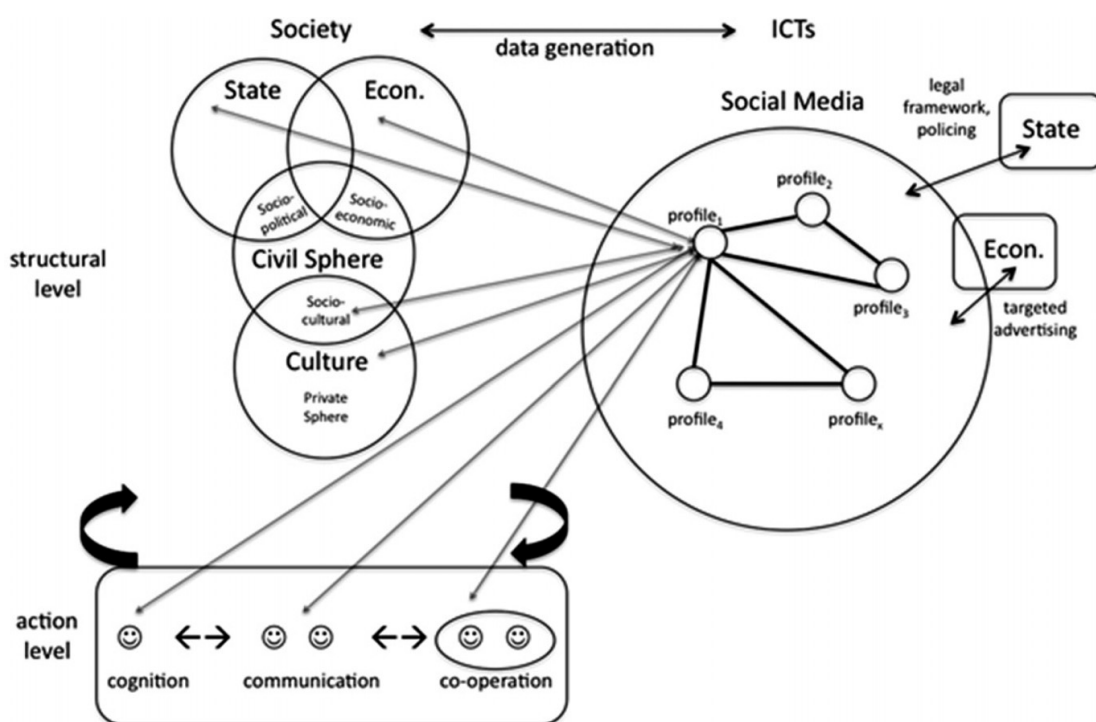 Society
data generation
ICTs
State
Econ.
Socio-
political
Socio-
economic
Civil Sphere
Socio-
cultural
Culture
Private
Sphere
structural
level
Social Media
profile₁
profile₂
profile₃
profile₄
profileₓ
legal
framework,
policing
State
Econ.
targeted
advertising
action
level
cognition
communication
co-operation